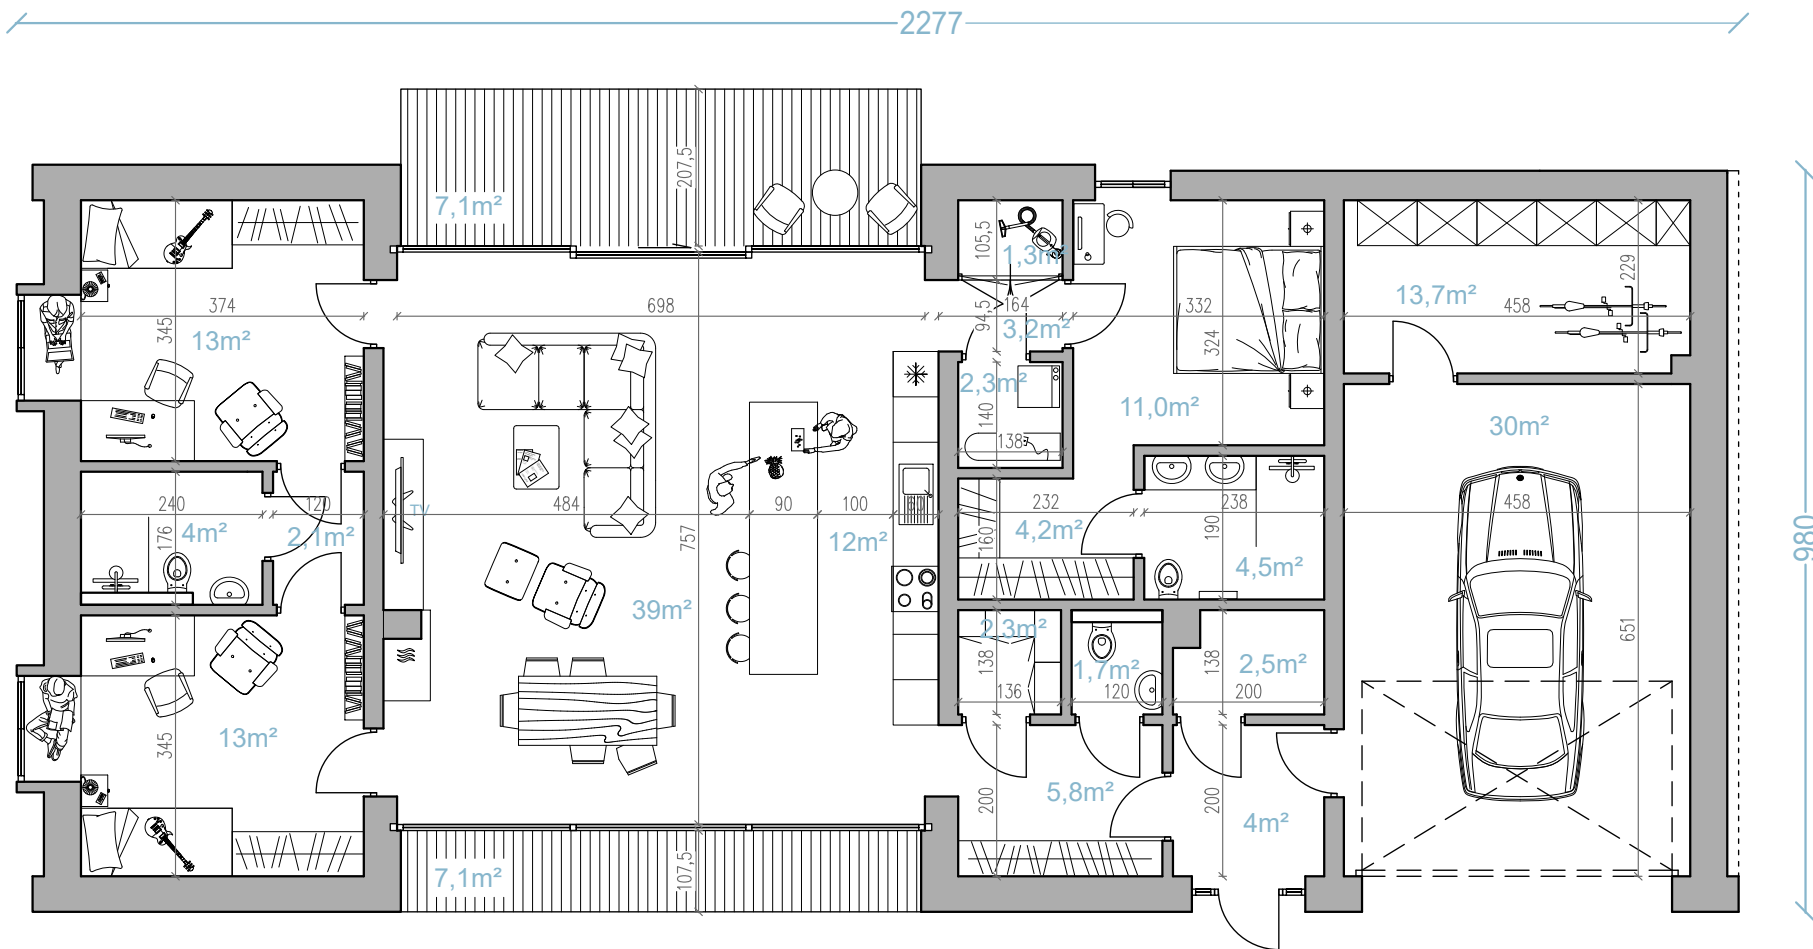 2277
207,5
7,1m²
105,5
1,3m²
229
13,7m²
374
698
164
332
458
94,5
3,2m²
345
13m²
324
2,3m²
140
11,0m²
138
30m²
240
120
TV
484
90
100
60
232
238
458
176
4m²
2,1m²
757
12m²
160
4,2m²
190
4,5m²
980
39m²
2,3m²
651
138
1,7m²
138
2,5m²
136
120
200
345
13m²
200
5,8m²
200
4m²
7,1m²
107,5